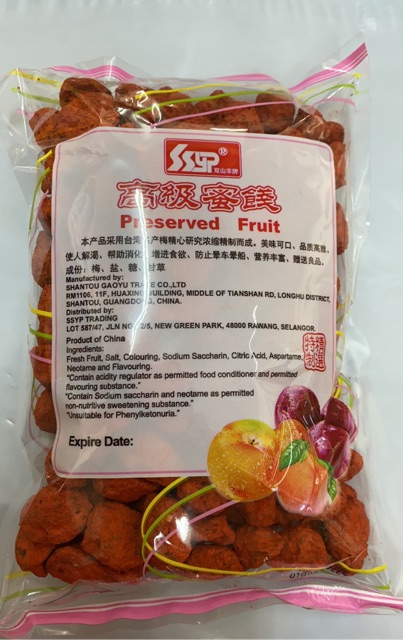 SSYP®
双山羊牌
高級蜜餞
Preserved Fruit
本产品采用台湾特产梅精心研究浓缩精制而成。美味可口、品质高雅、
使人解渴、帮助消化、增进食欲、防止晕车晕船、营养丰富、赠送良品。
成份：梅、盐、糖、甘草
Manufactured by:
SHANTOU GAOYU TRADE CO.,LTD
RM1106, 11F, HUAXING BUILDING, MIDDLE OF TIANSHAN RD, LONGHU DISTRICT,
SHANTOU, GUANGDONG, CHINA.
Distributed by:
SSYP TRADING
LOT 587/47, JLN 2/5, NEW GREEN PARK, 48000 RAWANG, SELANGOR.
Product of China
Ingredients:
Fresh Fruit, Salt, Colouring, Sodium Saccharin, Citric Acid, Aspartame,
Neotame and Flavouring.
"Contain acidity regulator as permitted food conditioner and permitted
flavouring substance."
"Contain Sodium saccharin and neotame as permitted
non-nutritive sweetening substance."
"Unsuitable for Phenylketonuria."
Expire Date:
精選
特製